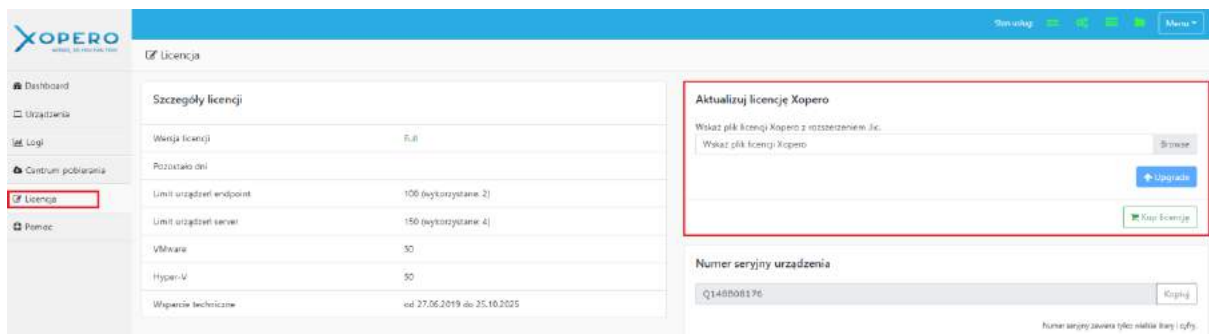 XOPERO
Stan usług:
Menu
Licencja
Dashboard
Urządzenia
Logi
Centrum pobierania
Licencja
Pomoc
Szczegóły licencji
Wersja licencji Full
Pozostało dni
Limit urządzeń endpoint 100 (wykorzystane: 2)
Limit urządzeń server 150 (wykorzystane: 4)
VMware 50
Hyper-V 50
Wsparcie techniczne od 27.06.2019 do 25.10.2025
Aktualizuj licencję Xopero
Wskaż plik licencji Xopero z rozszerzeniem .lic.
Wskaż plik licencji Xopero Browse
Upgrade
Kup licencję
Numer seryjny urządzenia
Q148B08176 Kopiuj
Numer seryjny zawiera tylko wielkie litery i cyfry.